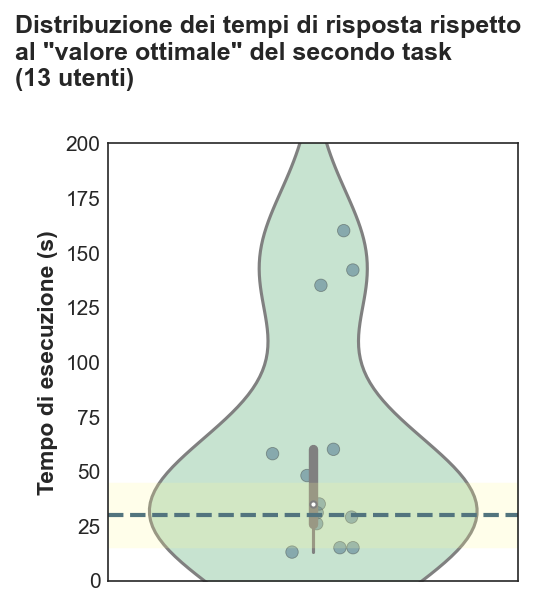 Distribuzione dei tempi di risposta rispetto
al "valore ottimale" del secondo task
(13 utenti)
Tempo di esecuzione (s)
200
175
150
125
100
75
50
25
0